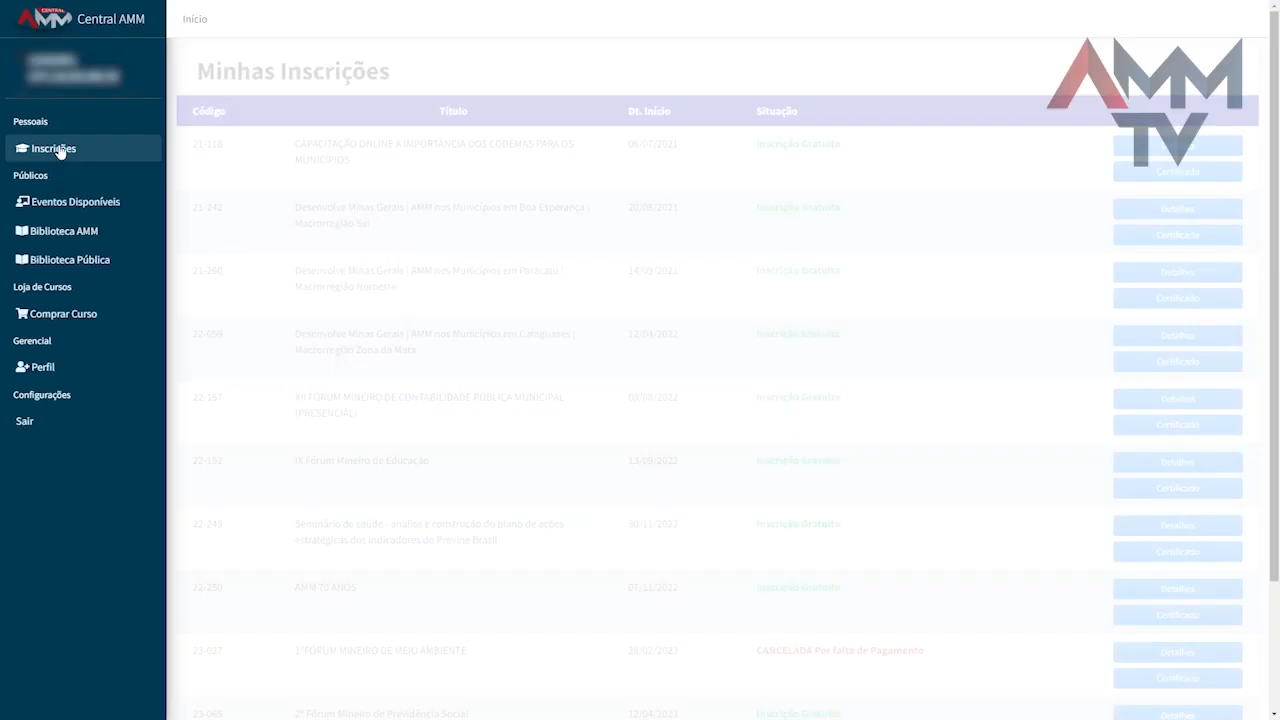 CENTRAL
AMM
Central AMM
Início
Pessoais
Inscrições
Públicos
Eventos Disponíveis
Biblioteca AMM
Biblioteca Pública
Loja de Cursos
Comprar Curso
Gerencial
Perfil
Configurações
Sair
Minhas Inscrições
AMM
TV
Código Título Dt. Início Situação
21-118 CAPACITAÇÃO ONLINE A IMPORTÂNCIA DOS CODEMAS PARA OS 06/07/2021 Inscrição Gratuita
MUNICÍPIOS
Certificado
21-242 Desenvolve Minas Gerais | AMM nos Municípios em Boa Esperança | 20/08/2021 Inscrição Gratuita Detalhes
Macrorregião Sul
Certificado
21-260 Desenvolve Minas Gerais | AMM nos Municípios em Paracatu | 14/09/2021 Inscrição Gratuita Detalhes
Macrorregião Noroeste
Certificado
22-059 Desenvolve Minas Gerais | AMM nos Municípios em Cataguases | 12/04/2022 Inscrição Gratuita Detalhes
Macrorregião Zona da Mata
Certificado
22-157 XII FÓRUM MINEIRO DE CONTABILIDADE PÚBLICA MUNICIPAL 09/08/2022 Inscrição Gratuita Detalhes
(PRESENCIAL)
Certificado
22-152 IX Fórum Mineiro de Educação 13/09/2022 Inscrição Gratuita Detalhes
Certificado
22-249 Seminário de saúde - análise e construção do plano de ações 30/11/2022 Inscrição Gratuita Detalhes
estratégicas dos indicadores do Previne Brasil
Certificado
22-250 AMM 70 ANOS 07/11/2022 Inscrição Gratuita Detalhes
Certificado
23-027 1°FÓRUM MINEIRO DE MEIO AMBIENTE 28/02/2023 CANCELADA Por falta de Pagamento Detalhes
Certificado
23-065 2º Fórum Mineiro de Previdência Social 12/04/2023 Inscrição Gratuita Detalhes